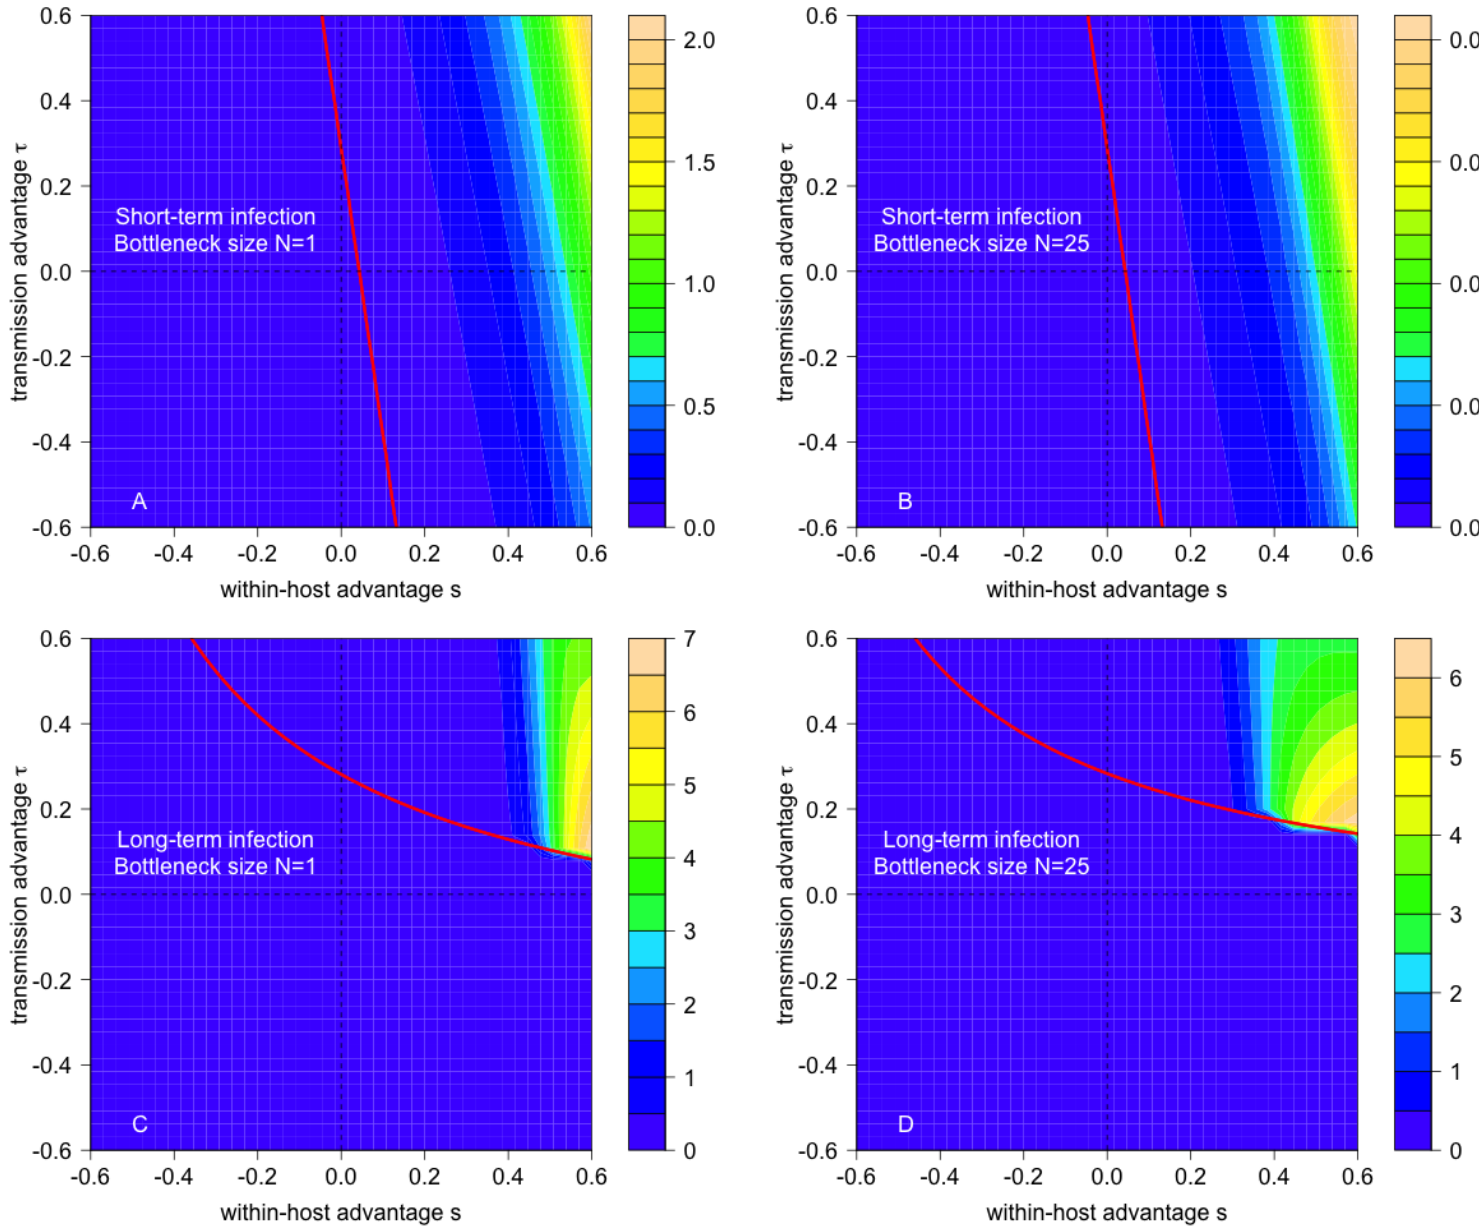 0.6
0.4
0.2
0.0
-0.2
-0.4
-0.6
transmission advantage τ
Short-term infection
Bottleneck size N=1
A
-0.6 -0.4 -0.2 0.0 0.2 0.4 0.6
within-host advantage s
2.0
1.5
1.0
0.5
0.0
0.6
0.4
0.2
0.0
-0.2
-0.4
-0.6
transmission advantage τ
Short-term infection
Bottleneck size N=25
B
-0.6 -0.4 -0.2 0.0 0.2 0.4 0.6
within-host advantage s
0.6
0.4
0.2
0.0
-0.2
-0.4
-0.6
transmission advantage τ
Long-term infection
Bottleneck size N=1
C
-0.6 -0.4 -0.2 0.0 0.2 0.4 0.6
within-host advantage s
7
6
5
4
3
2
1
0
0.6
0.4
0.2
0.0
-0.2
-0.4
-0.6
transmission advantage τ
Long-term infection
Bottleneck size N=25
D
-0.6 -0.4 -0.2 0.0 0.2 0.4 0.6
within-host advantage s
6
5
4
3
2
1
0